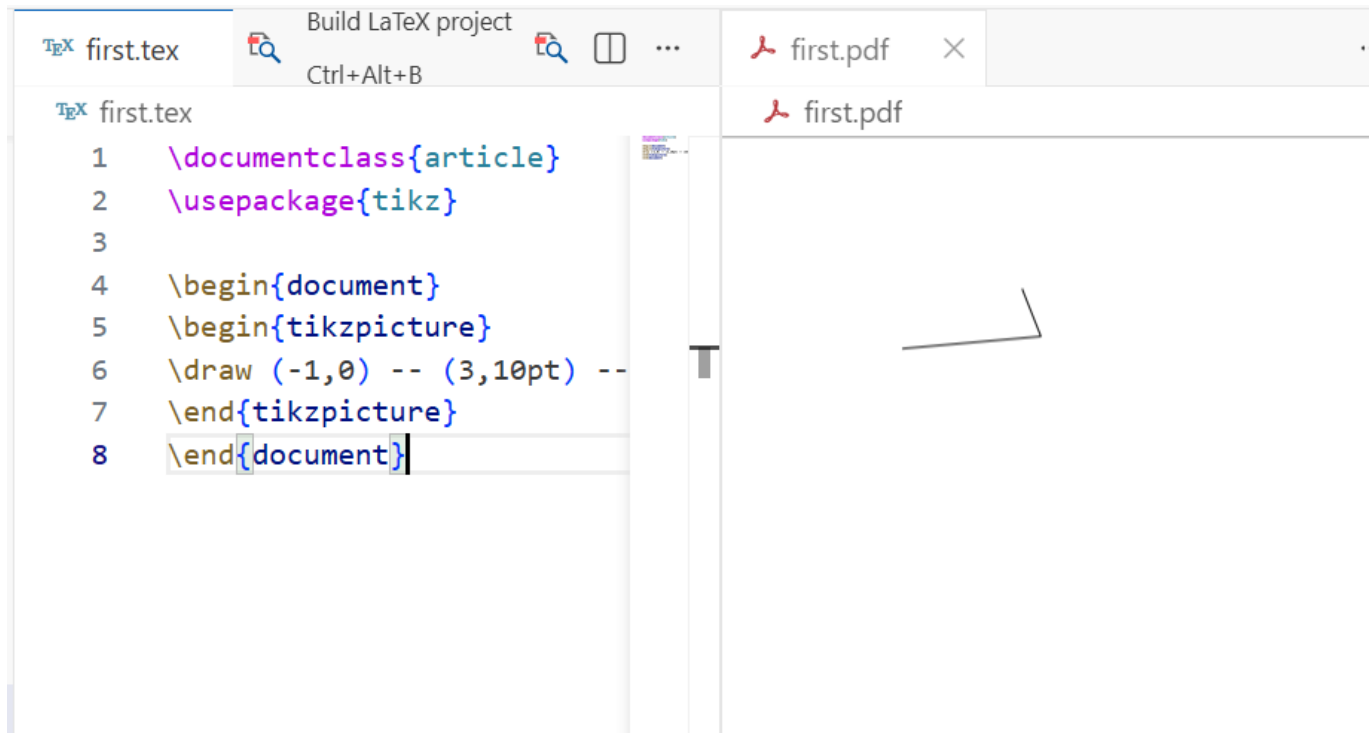 TEX first.tex
Build LaTeX project
Ctrl+Alt+B
first.pdf
TEX first.tex
first.pdf
1 \documentclass{article}
2 \usepackage{tikz}
3
4 \begin{document}
5 \begin{tikzpicture}
6 \draw (-1,0) -- (3,10pt) --
7 \end{tikzpicture}
8 \end{document}